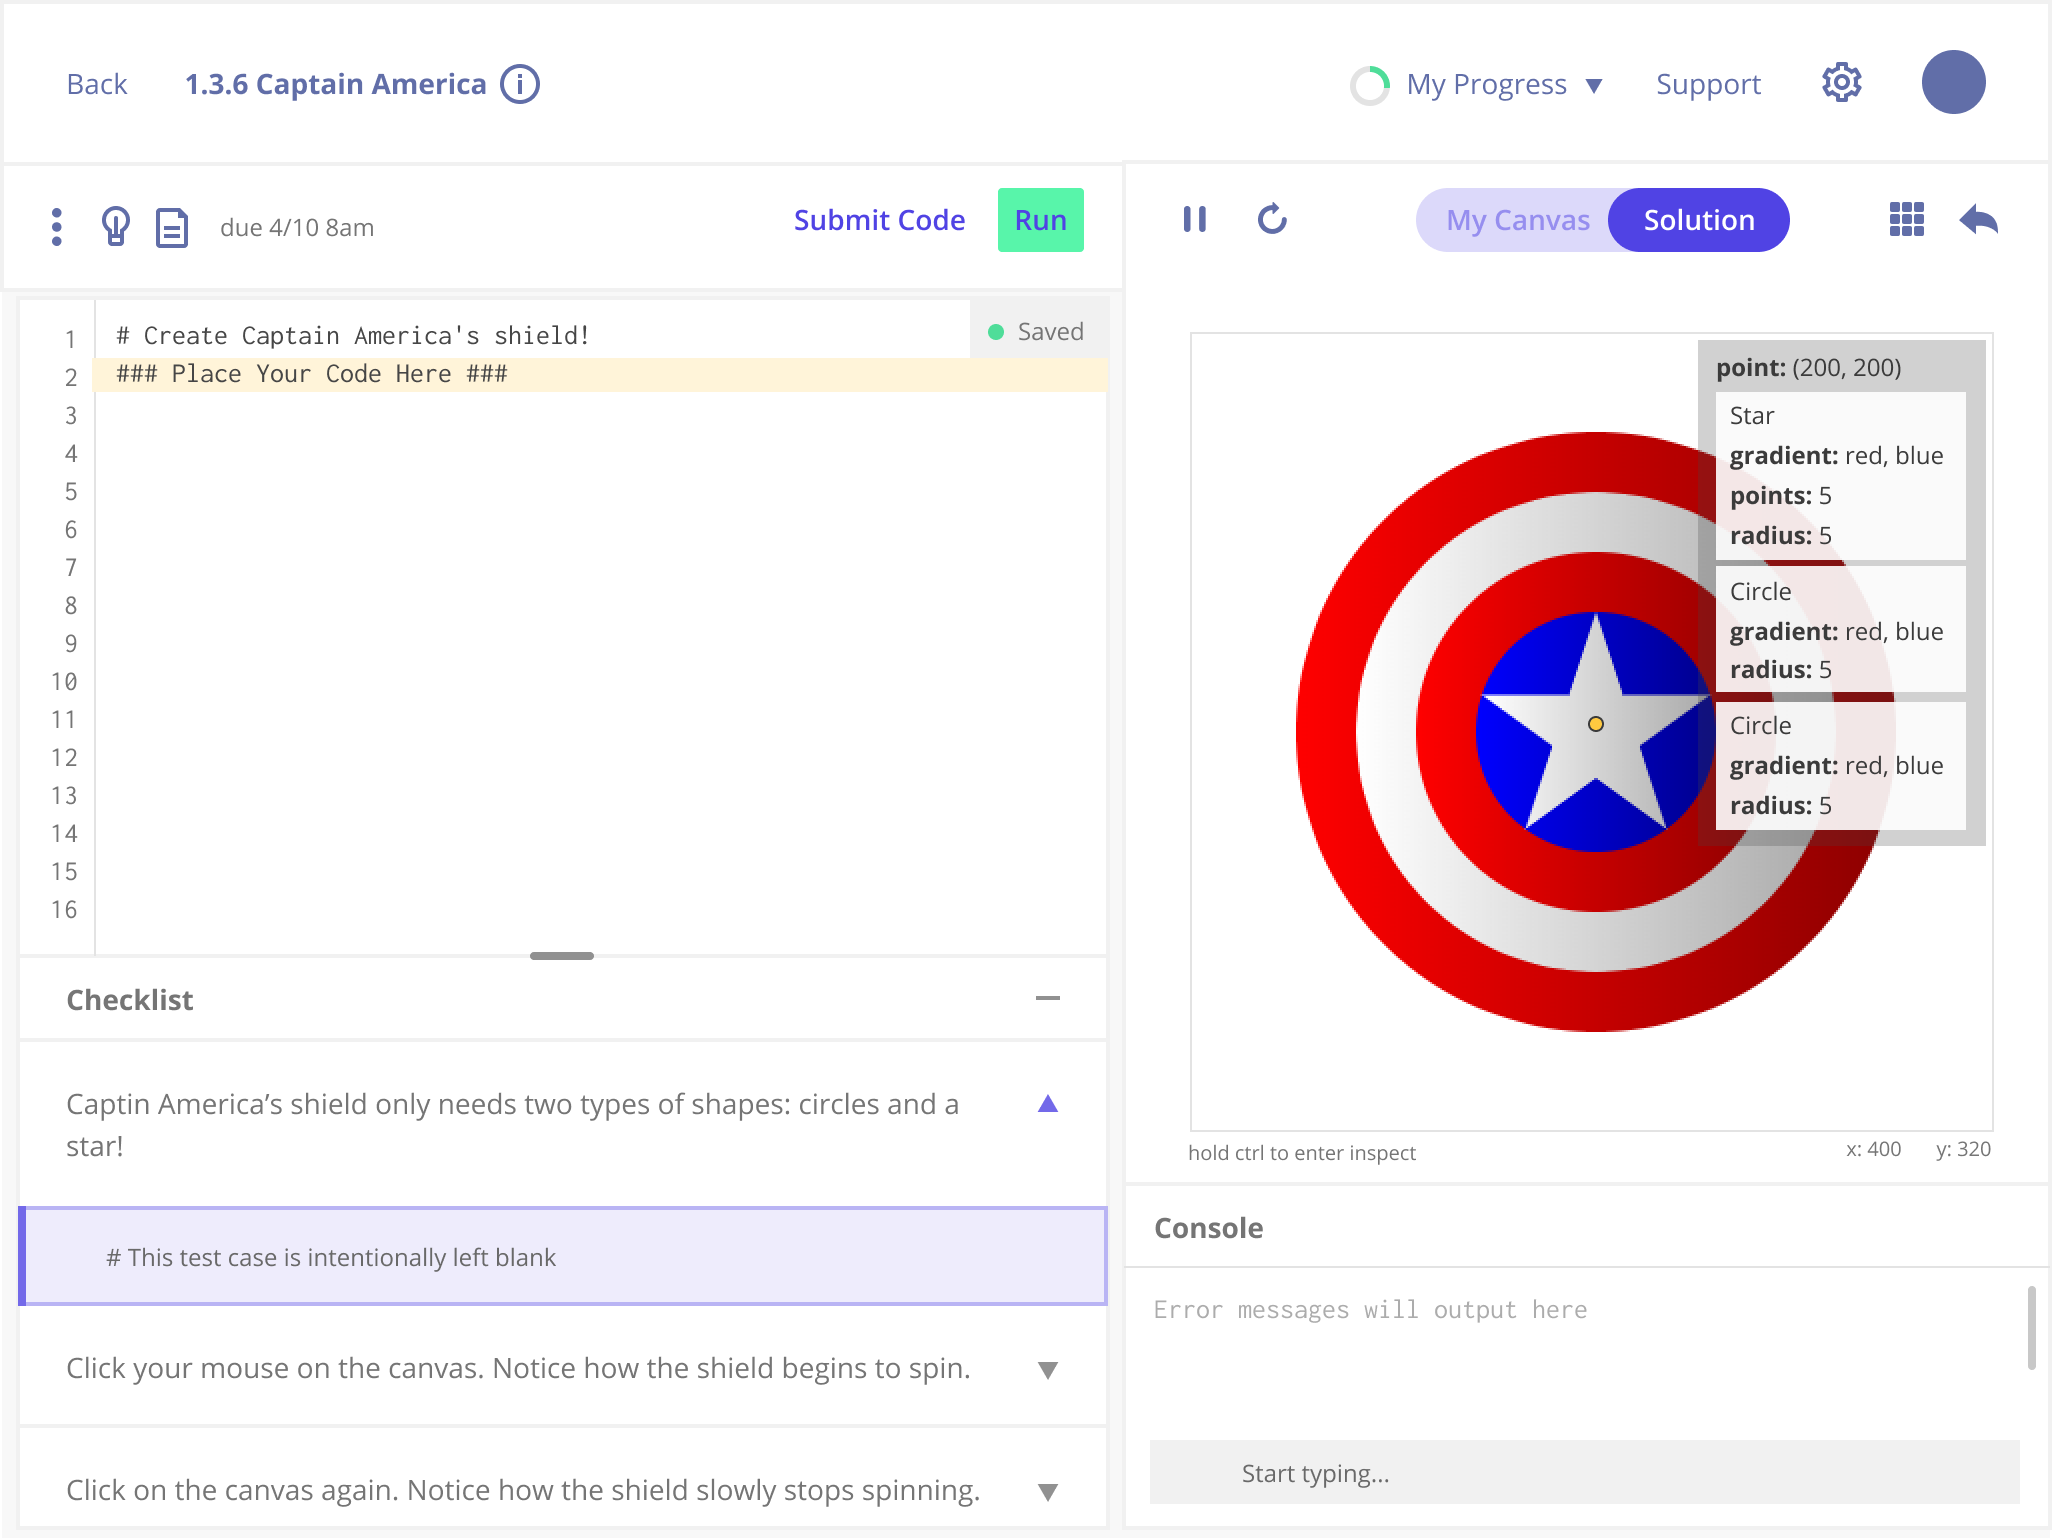 Back
1.3.6 Captain America
i
My Progress
Support
due 4/10 8am
Submit Code
Run
My Canvas
Solution
1
# Create Captain America's shield!
Saved
2
### Place Your Code Here ###
3
4
5
6
7
8
9
10
11
12
13
14
15
16
Checklist
Captin America’s shield only needs two types of shapes: circles and a
star!
# This test case is intentionally left blank
Click your mouse on the canvas. Notice how the shield begins to spin.
Click on the canvas again. Notice how the shield slowly stops spinning.
point: (200, 200)
Star
gradient: red, blue
points: 5
radius: 5
Circle
gradient: red, blue
radius: 5
Circle
gradient: red, blue
radius: 5
hold ctrl to enter inspect
x: 400
y: 320
Console
Error messages will output here
Start typing...